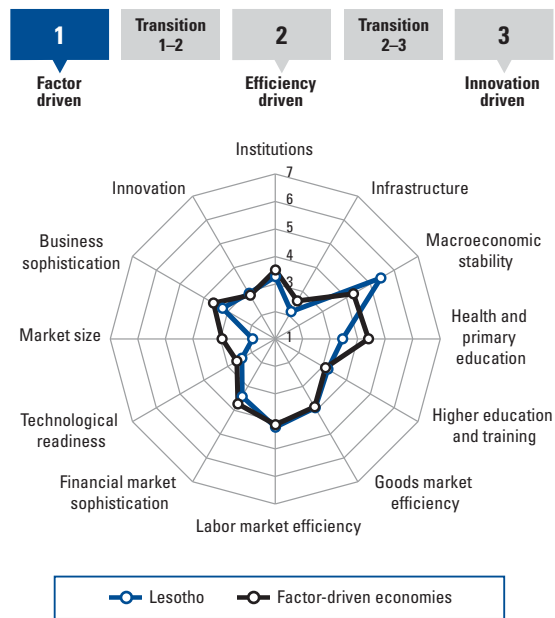 1
Transition
1–2
2
Transition
2–3
3
Factor
driven
Efficiency
driven
Innovation
driven
Institutions
7
6
5
4
3
1
Innovation
Infrastructure
Business
sophistication
Macroeconomic
stability
Market size
Health and
primary
education
Technological
readiness
Higher education
and training
Financial market
sophistication
Goods market
efficiency
Labor market efficiency
Lesotho
Factor-driven economies